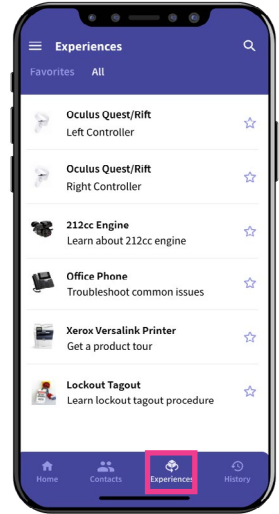 Experiences
Favorites All
Oculus Quest/Rift
Left Controller
Oculus Quest/Rift
Right Controller
212cc Engine
Learn about 212cc engine
Office Phone
Troubleshoot common issues
Xerox Versalink Printer
Get a product tour
Lockout Tagout
Learn lockout tagout procedure
Home Contacts Experiences History